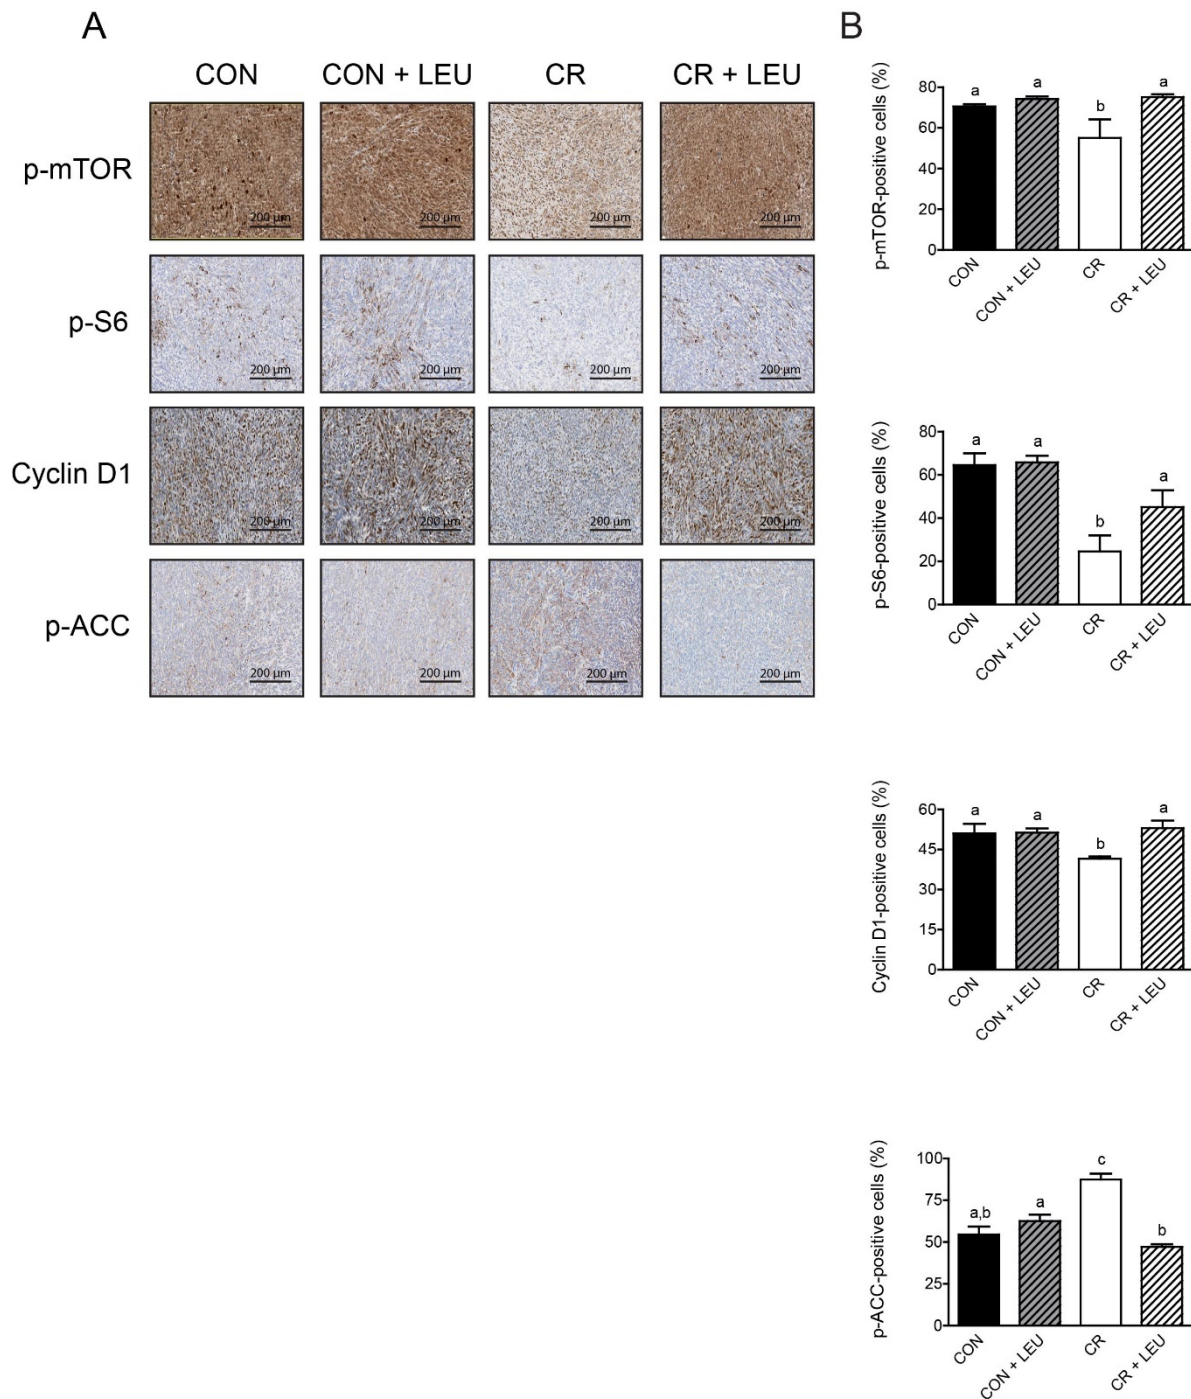 A
B
CON CON + LEU CR CR + LEU
p-mTOR
200 µm 200 µm 200 µm 200 µm
p-S6
200 µm 200 µm 200 µm 200 µm
Cyclin D1
200 µm 200 µm 200 µm 200 µm
p-ACC
200 µm 200 µm 200 µm 200 µm
p-mTOR-positive cells (%)
80
60
40
20
0
a a b a
CON CON + LEU CR CR + LEU
p-S6-positive cells (%)
80
60
40
20
0
a a b a
CON CON + LEU CR CR + LEU
Cyclin D1-positive cells (%)
60
45
30
15
0
a a b a
CON CON + LEU CR CR + LEU
p-ACC-positive cells (%)
100
75
50
25
0
a,b a c b
CON CON + LEU CR CR + LEU